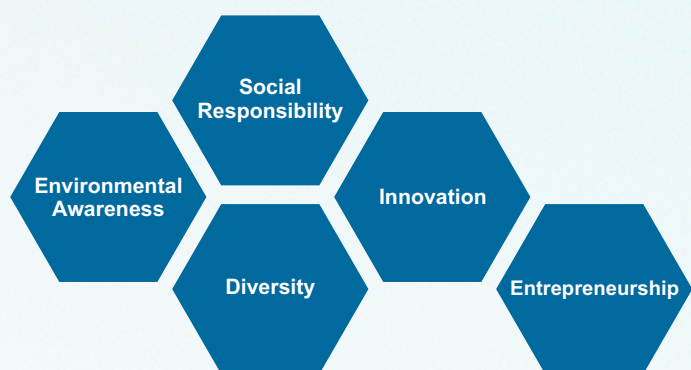 Social
Responsibility
Environmental
Awareness
Innovation
Diversity
Entrepreneurship